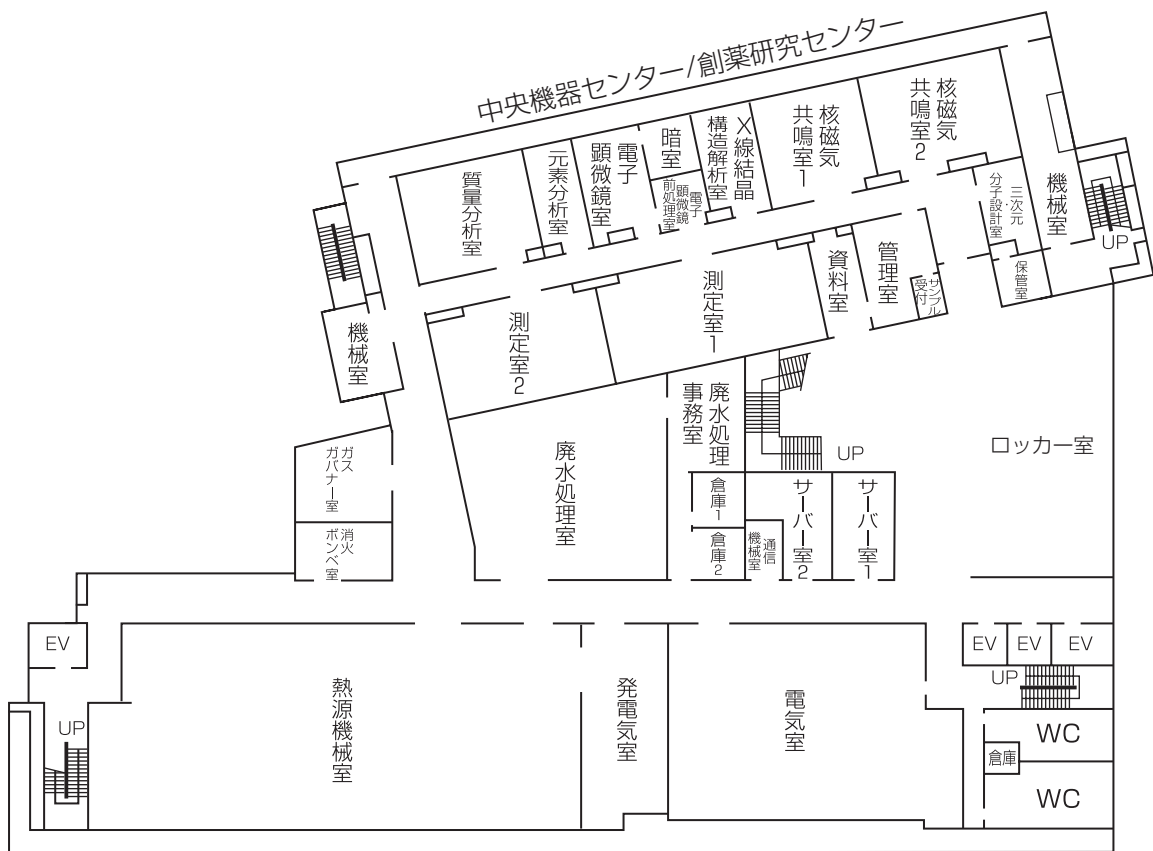 中央機器センター/創薬研究センター
質量分析室
元素分析室
電子
顕微鏡室
暗室
電子
顕微鏡
前処理室
X線結晶
構造解析室
核磁気
共鳴室1
核磁気
共鳴室2
三次元
分子設計室
機械室
UP
保管室
機械室
測定室2
測定室1
資料室
管理室
サンプル
受付
ガス
ガバナー室
消火
ボンベ室
廃水処理室
廃水処理
事務室
UP
ロッカー室
倉庫1
倉庫2
通信
機械室
サーバー室2
サーバー室1
EV
EV
EV
EV
UP
UP
熱源機械室
発電気室
電気室
倉庫
WC
WC